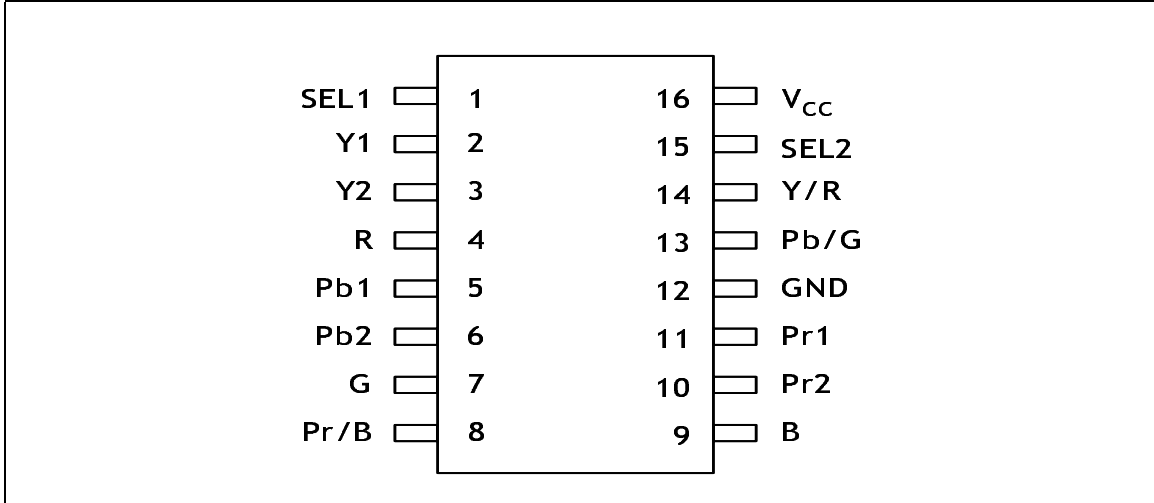 SEL1 1 16 VCC
Y1 2 15 SEL2
Y2 3 14 Y/R
R 4 13 Pb/G
Pb1 5 12 GND
Pb2 6 11 Pr1
G 7 10 Pr2
Pr/B 8 9 B